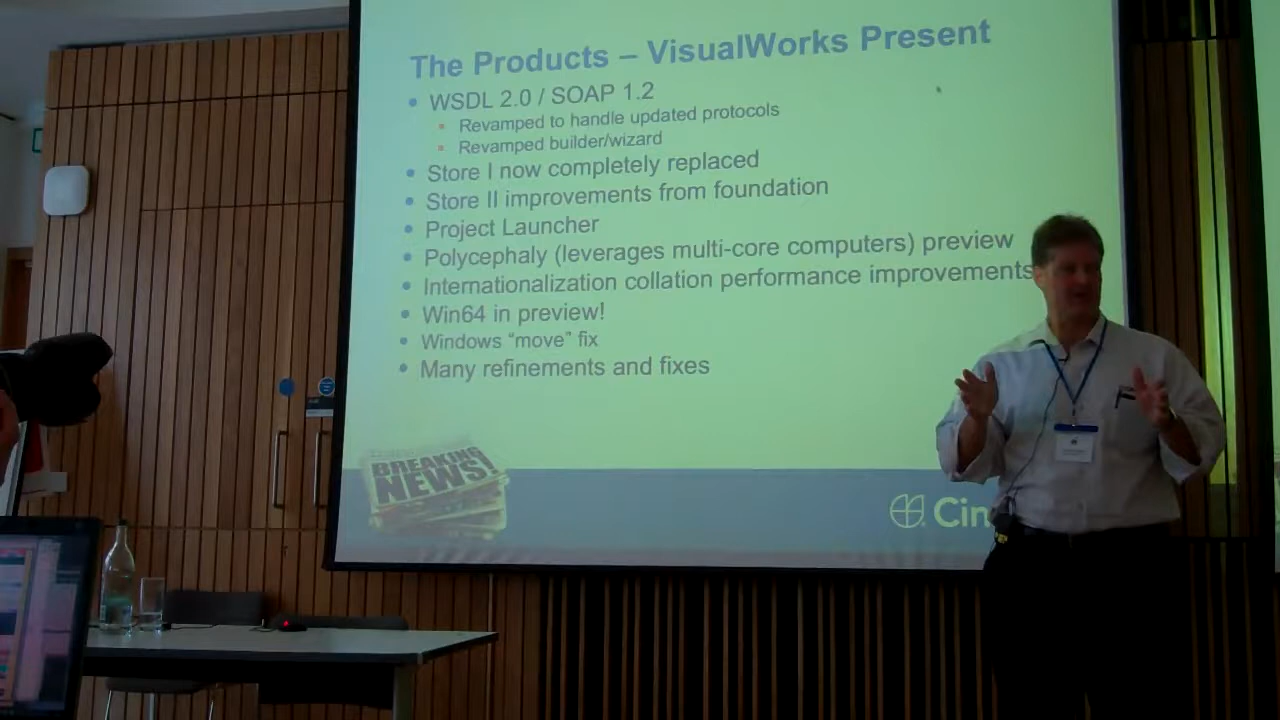 The Products – VisualWorks Present
• WSDL 2.0 / SOAP 1.2
• Revamped to handle updated protocols
• Revamped builder/wizard
• Store I now completely replaced
• Store II improvements from foundation
• Project Launcher
• Polycephaly (leverages multi-core computers) preview
• Internationalization collation performance improvements
• Win64 in preview!
• Windows “move” fix
• Many refinements and fixes
BREAKING
NEWS!
Cin